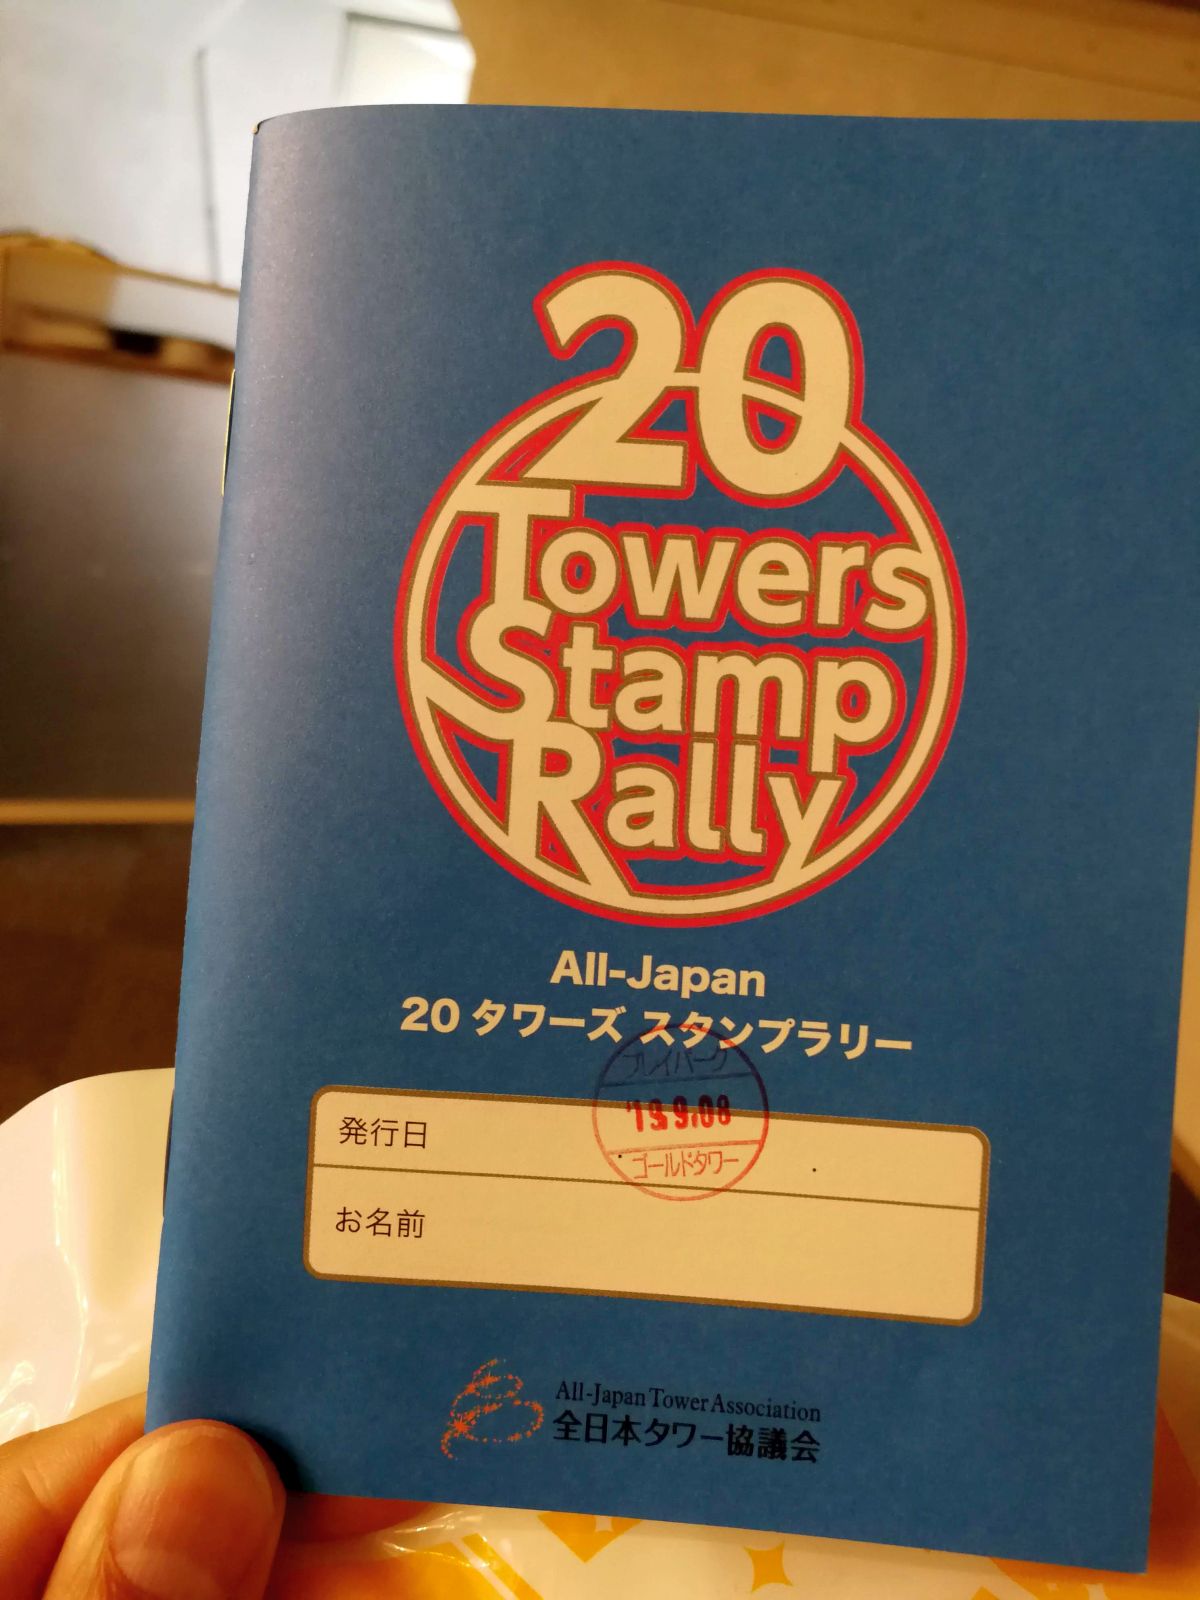 20
Towers
Stamp
Rally
All-Japan
20 タワーズ スタンプラリー
プレイパーク
'19.9.08
ゴールドタワー
発行日
お名前
All-Japan Tower Association
全日本タワー協議会